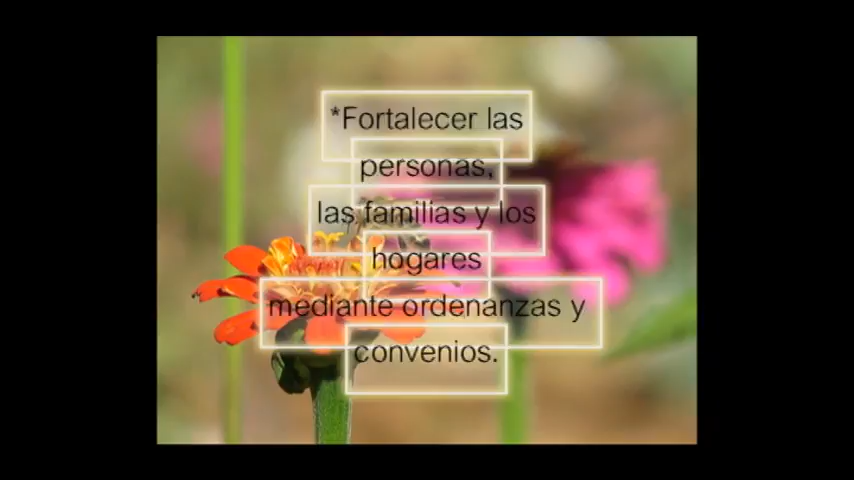 *Fortalecer las
personas,
las familias y los
hogares
mediante ordenanzas y
convenios.